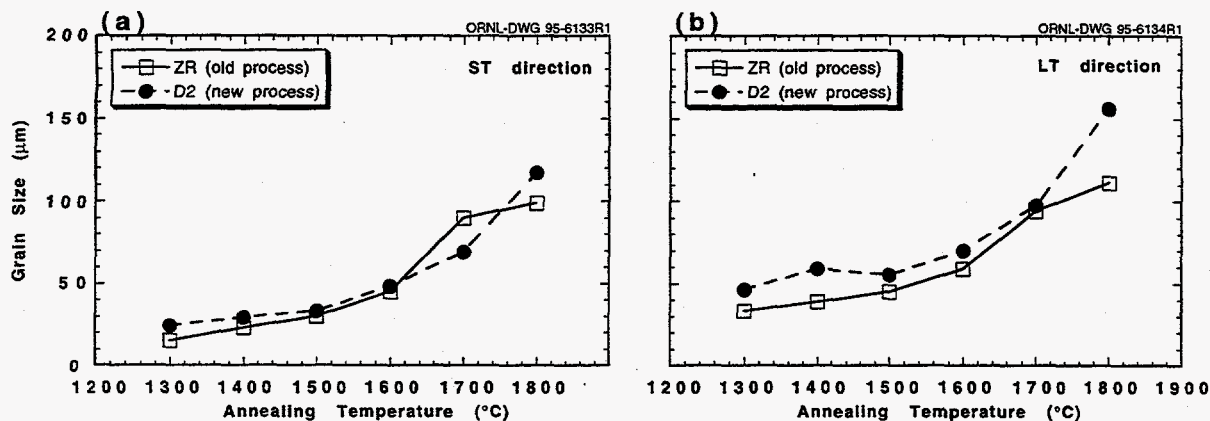 (a)
ORNL-DWG 95-6133R1
200
150
100
50
0
Grain Size (μm)
ZR (old process)
D2 (new process)
ST direction
1200 1300 1400 1500 1600 1700 1800
Annealing Temperature (°C)
(b)
ORNL-DWG 95-6134R1
ZR (old process)
D2 (new process)
LT direction
1200 1300 1400 1500 1600 1700 1800 1900
Annealing Temperature (°C)